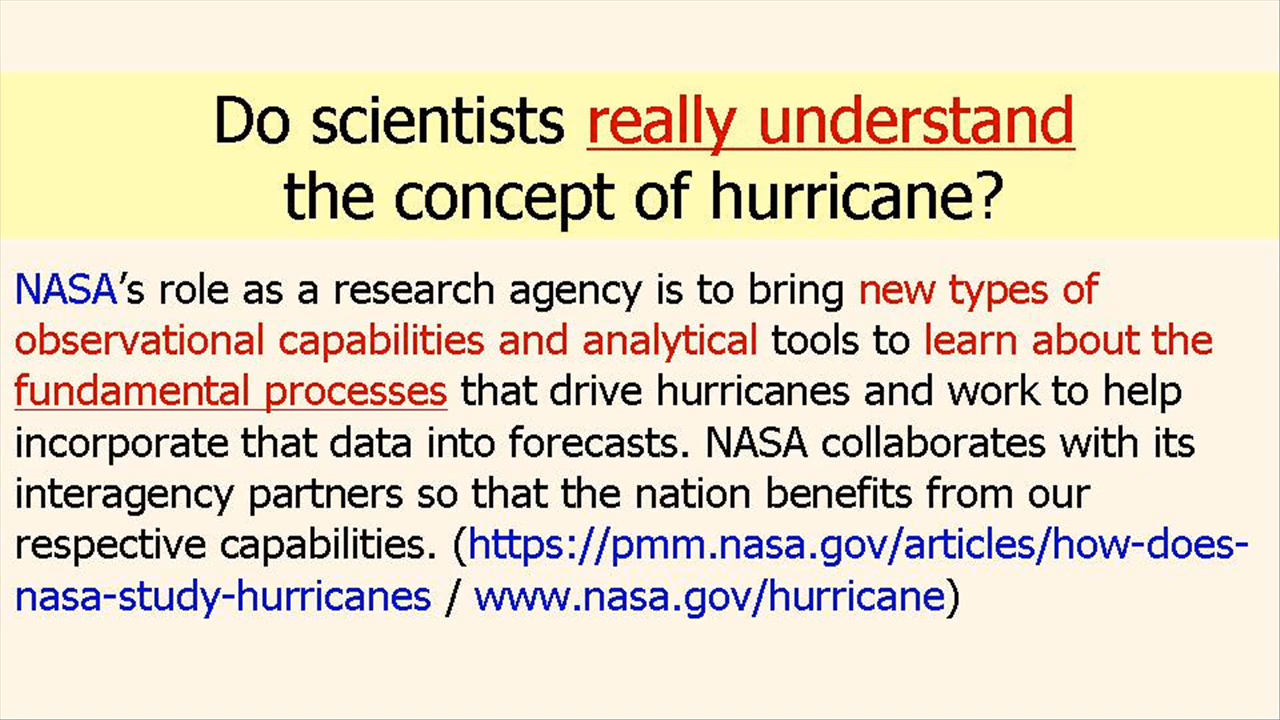 Do scientists really understand
the concept of hurricane?
NASA's role as a research agency is to bring new types of
observational capabilities and analytical tools to learn about the
fundamental processes that drive hurricanes and work to help
incorporate that data into forecasts. NASA collaborates with its
interagency partners so that the nation benefits from our
respective capabilities. (https://pmm.nasa.gov/articles/how-does-
nasa-study-hurricanes / www.nasa.gov/hurricane)